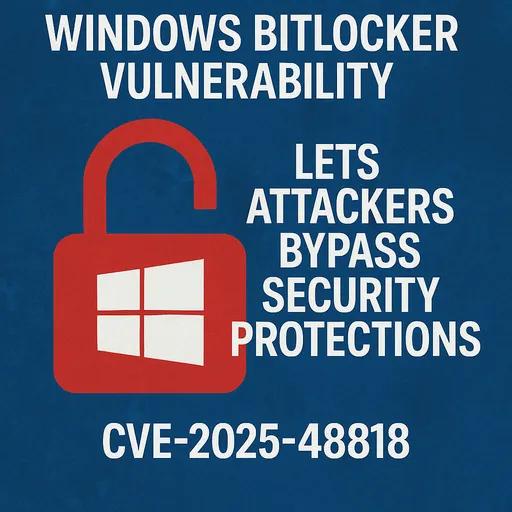 WINDOWS BITLOCKER
VULNERABILITY
LETS
ATTACKERS
BYPASS
SECURITY
PROTECTIONS
CVE-2025-48818